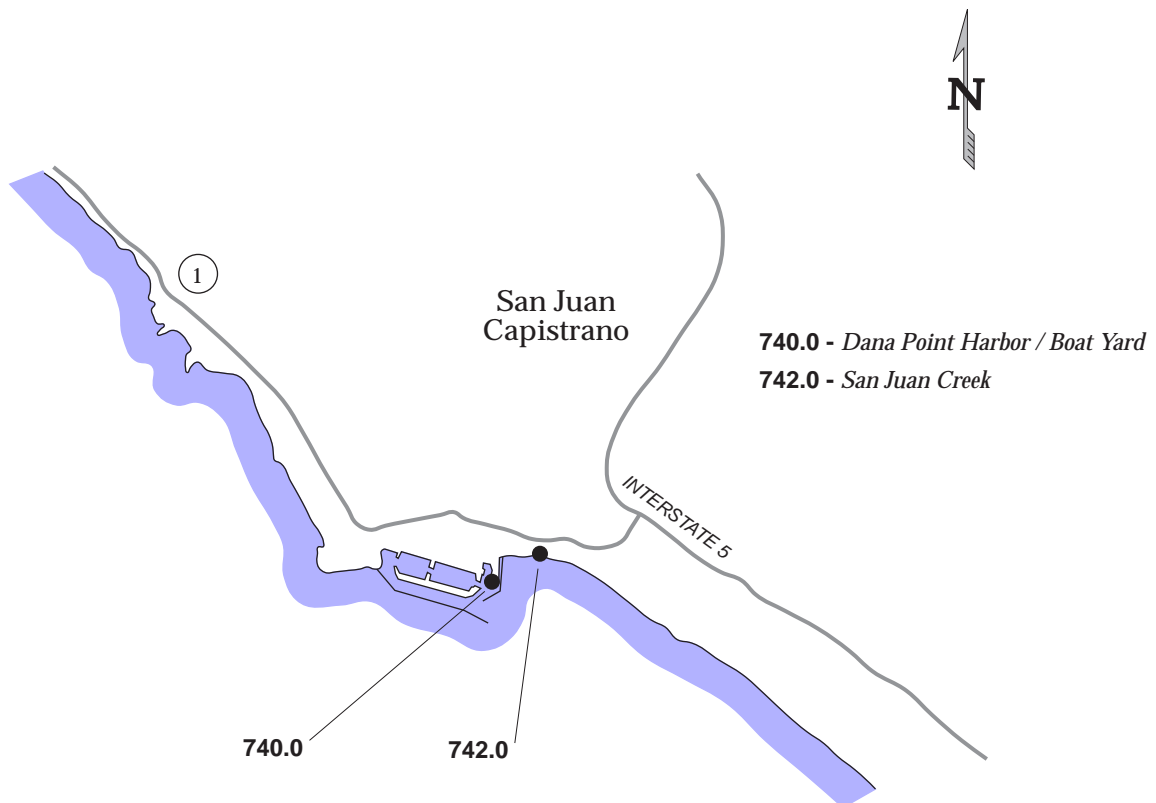 N
1
San Juan
Capistrano
740.0 - Dana Point Harbor / Boat Yard
742.0 - San Juan Creek
INTERSTATE 5
740.0
742.0